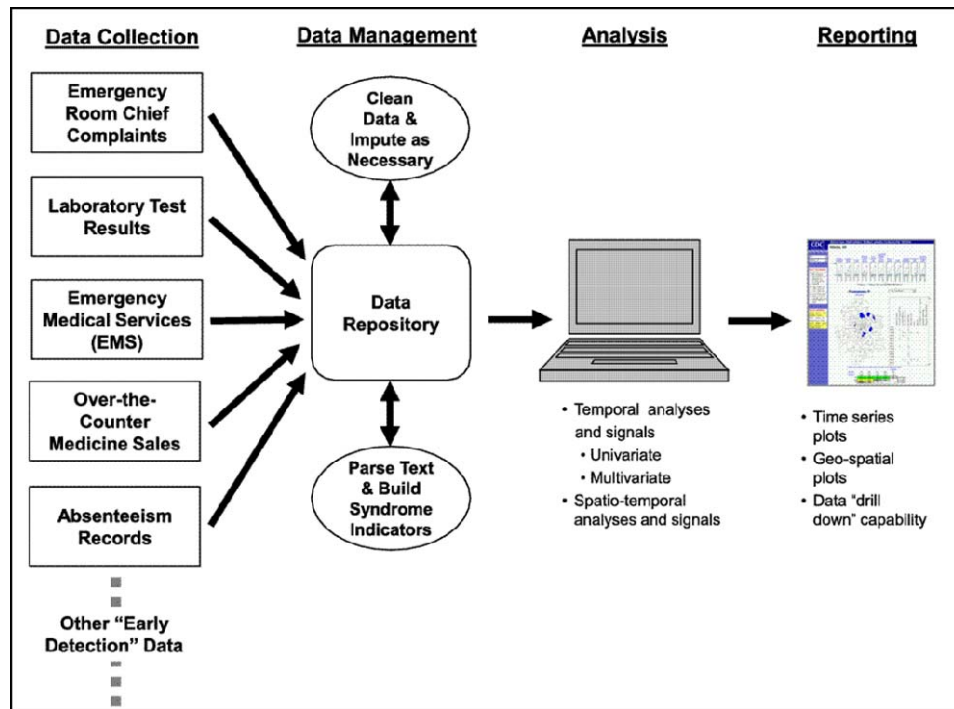 Data Collection
Data Management
Analysis
Reporting
Emergency
Room Chief
Complaints
Laboratory Test
Results
Emergency
Medical Services
(EMS)
Over-the-
Counter
Medicine Sales
Absenteeism
Records
Other “Early
Detection” Data
Clean
Data &
Impute as
Necessary
Data
Repository
Parse Text
& Build
Syndrome
Indicators
• Temporal analyses
and signals
• Univariate
• Multivariate
• Spatio-temporal
analyses and signals
CDC
• Time series
plots
• Geo-spatial
plots
• Data “drill
down” capability